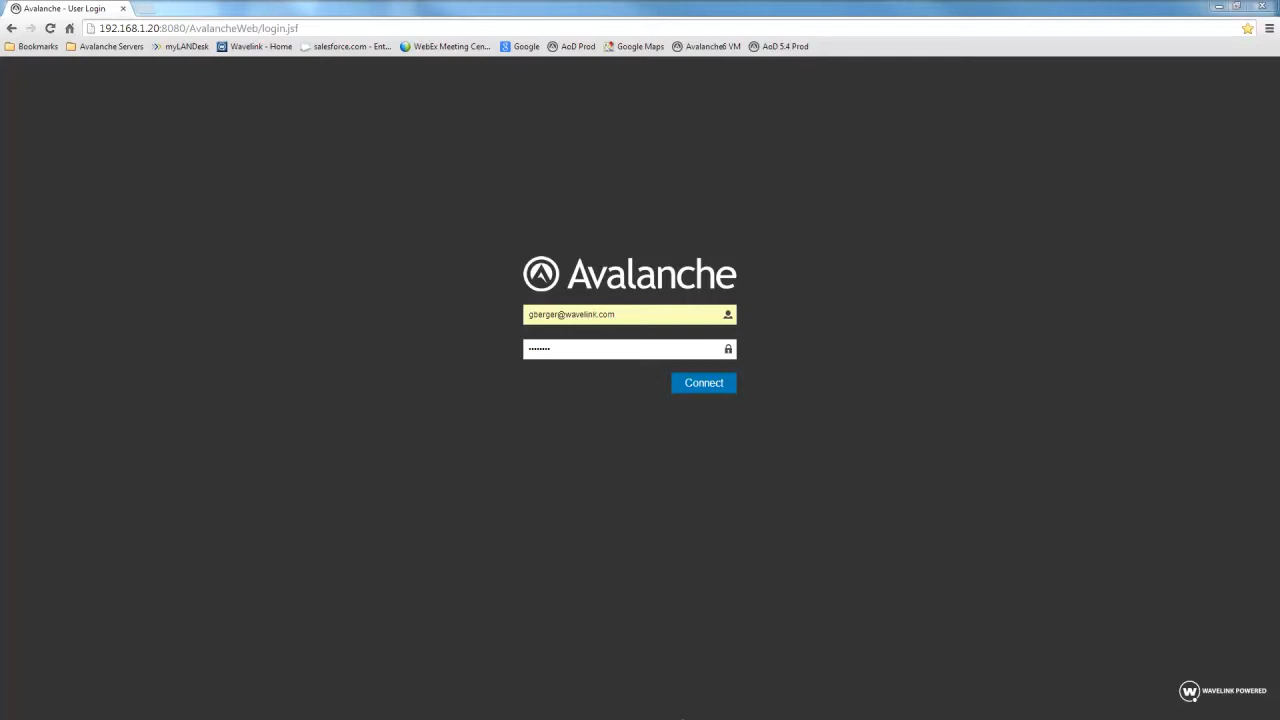 Avalanche - User Login
192.168.1.20:8080/AvalancheWeb/login.jsf
Bookmarks Avalanche Servers myLANDesk Wavelink - Home salesforce.com - Ent... WebEx Meeting Cen... Google AoD Prod Google Maps Avalanche6 VM AoD 5.4 Prod
Avalanche
gberger@wavelink.com
••••••••
Connect
W WAVELINK POWERED